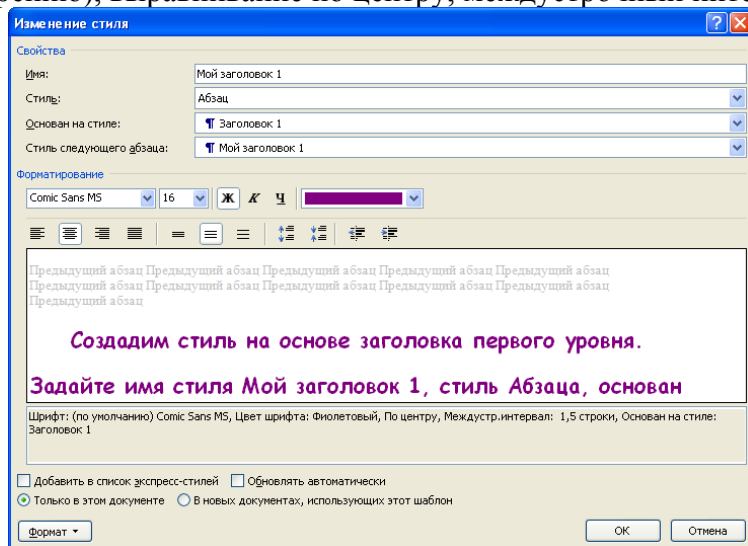 выравнивание по центру, междустрочный
Изменение стиля
Свойства
Имя: Мой заголовок 1
Стиль: Абзац
Основан на стиле: ¶ Заголовок 1
Стиль следующего абзаца: ¶ Мой заголовок 1
Форматирование
Comic Sans MS 16 Ж К Ч
Предыдущий абзац Предыдущий абзац Предыдущий абзац Предыдущий абзац Предыдущий абзац
Предыдущий абзац Предыдущий абзац Предыдущий абзац Предыдущий абзац Предыдущий абзац
Предыдущий абзац
Создадим стиль на основе заголовка первого уровня.
Задайте имя стиля Мой заголовок 1, стиль Абзаца, основан
Шрифт: (по умолчанию) Comic Sans MS, Цвет шрифта: Фиолетовый, По центру, Междустр.интервал: 1,5 строки, Основан на стиле:
Заголовок 1
Добавить в список экспресс-стилей Обновлять автоматически
Только в этом документе В новых документах, использующих этот шаблон
Формат ОК Отмена